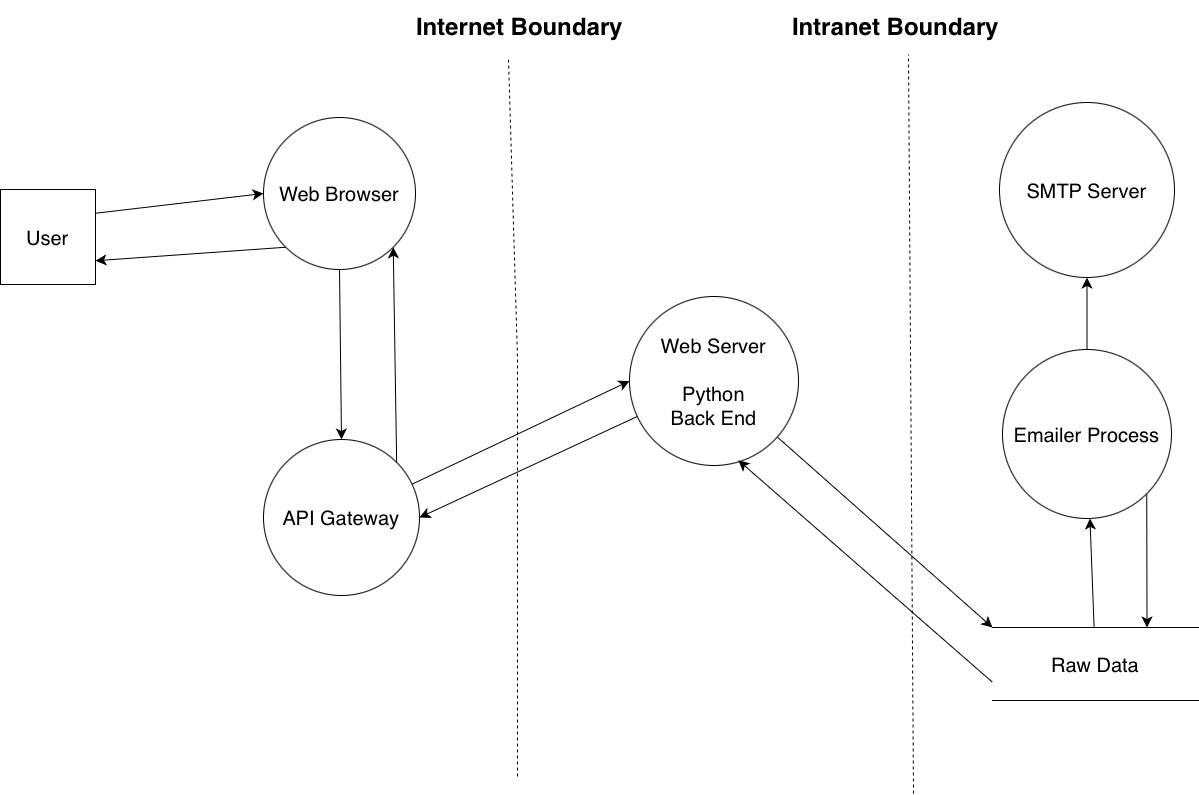 Internet Boundary
Intranet Boundary
User
Web Browser
API Gateway
Web Server
Python
Back End
SMTP Server
Emailer Process
Raw Data